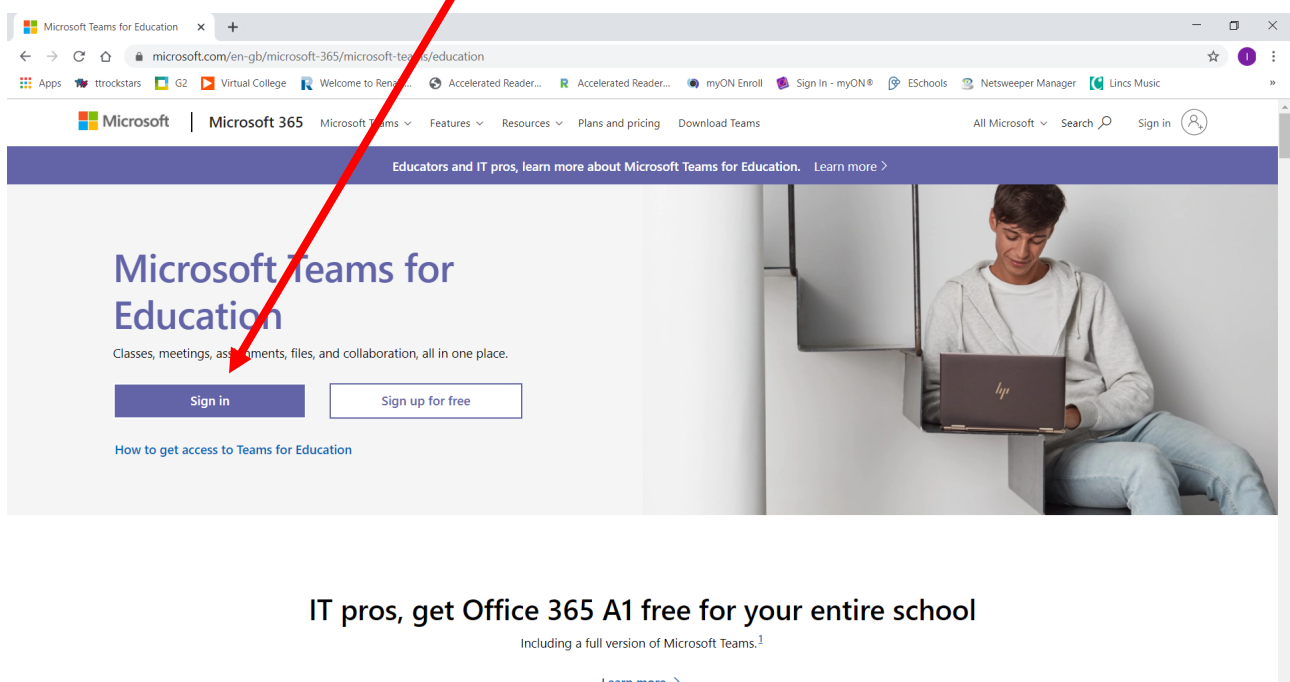 Microsoft Teams for Education
microsoft.com/en-gb/microsoft-365/microsoft-teams/education
I
Apps ttrockstars G2 Virtual College Welcome to Accelerated Reader... Accelerated Reader... myON Enroll Sign In - myON® ESchools Netsweeper Manager Lincs Music »
Microsoft Microsoft 365 Microsoft Teams Features Resources Plans and pricing Download Teams All Microsoft Search Sign in
Educators and IT pros, learn more about Microsoft Teams for Education. Learn more >
Microsoft Teams for
Education
Classes, meetings, assignments, files, and collaboration, all in one place.
Sign in Sign up for free
How to get access to Teams for Education
hp
IT pros, get Office 365 A1 free for your entire school
Including a full version of Microsoft Teams.1
Learn more >